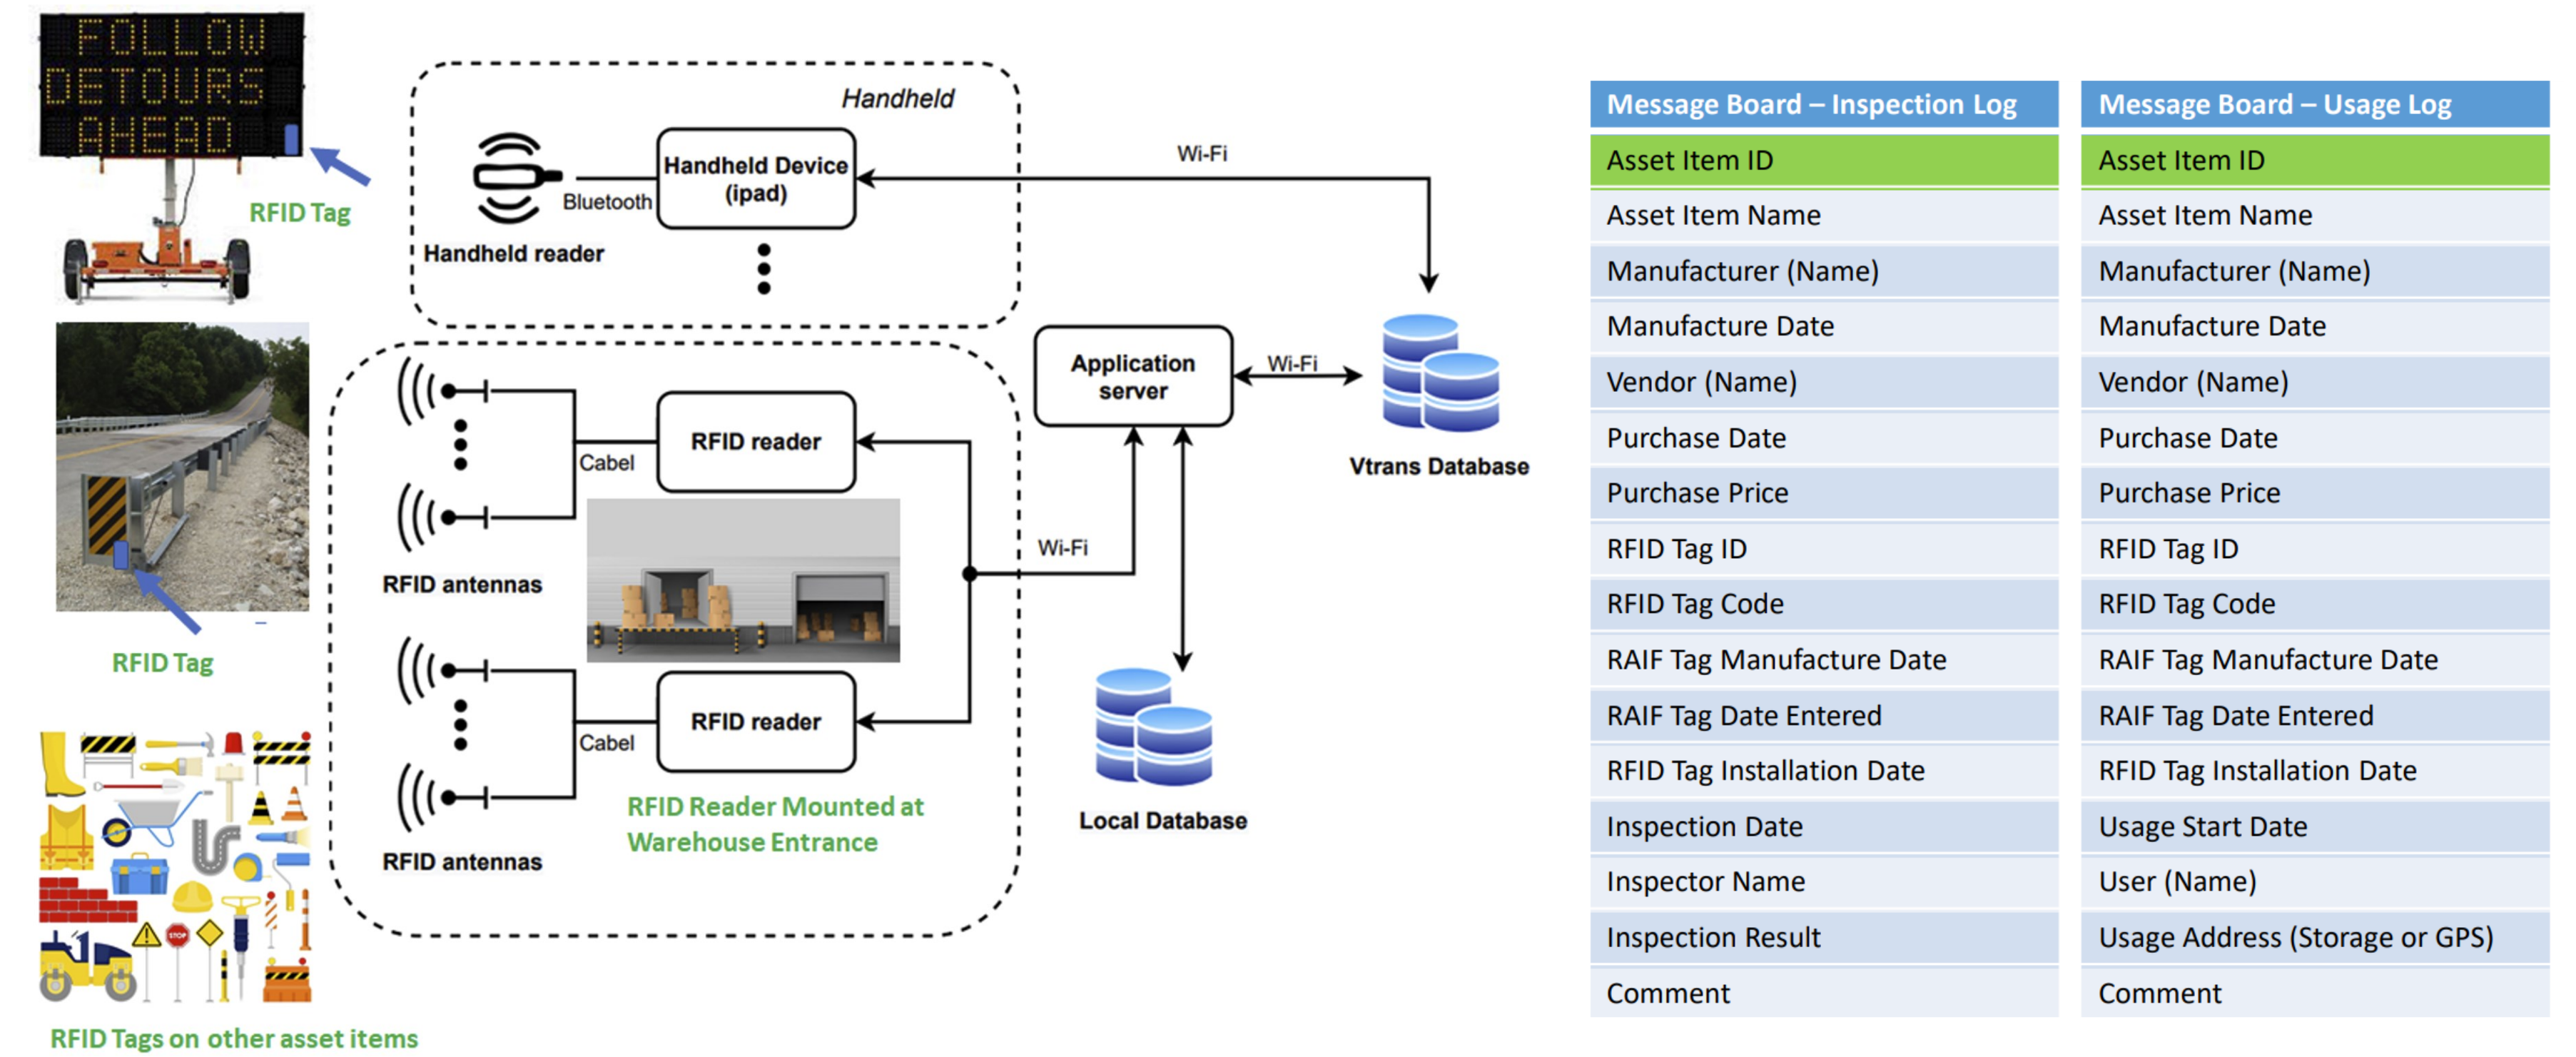 FOLLOW
DETOURS
AHEAD
RFID Tag
RFID Tag
RFID Tags on other asset items
STOP
Handheld
Handheld reader
Bluetooth
Handheld Device
(ipad)
Wi-Fi
RFID antennas
Cabel
RFID reader
RFID antennas
Cabel
RFID reader
RFID Reader Mounted at
Warehouse Entrance
Wi-Fi
Application
server
Wi-Fi
Vtrans Database
Local Database
Message Board – Inspection Log
Asset Item ID
Asset Item Name
Manufacturer (Name)
Manufacture Date
Vendor (Name)
Purchase Date
Purchase Price
RFID Tag ID
RFID Tag Code
RAIF Tag Manufacture Date
RAIF Tag Date Entered
RFID Tag Installation Date
Inspection Date
Inspector Name
Inspection Result
Comment
Message Board – Usage Log
Asset Item ID
Asset Item Name
Manufacturer (Name)
Manufacture Date
Vendor (Name)
Purchase Date
Purchase Price
RFID Tag ID
RFID Tag Code
RAIF Tag Manufacture Date
RAIF Tag Date Entered
RFID Tag Installation Date
Usage Start Date
User (Name)
Usage Address (Storage or GPS)
Comment